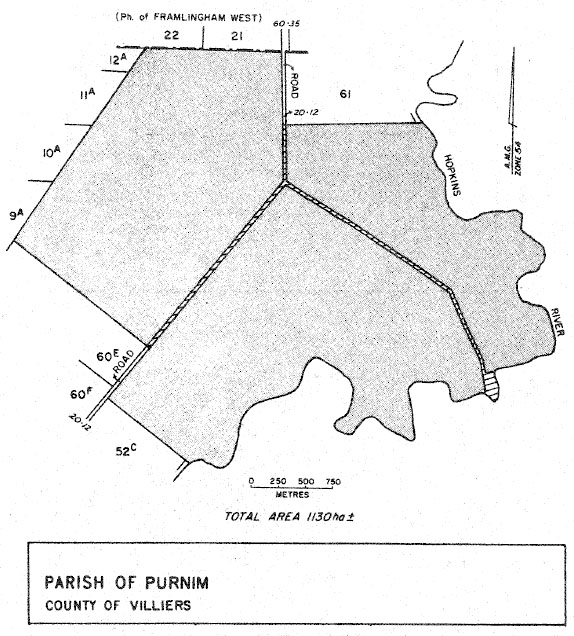 (Ph. of FRAMLINGHAM WEST)
22
21
60·35
12A
ROAD
11A
61
20·12
A.M.G.
ZONE 54
10A
HOPKINS
9A
RIVER
60E
ROAD
60F
20·12
52C
0 250 500 750
METRES
TOTAL AREA 1130ha±
PARISH OF PURNIM
COUNTY OF VILLIERS